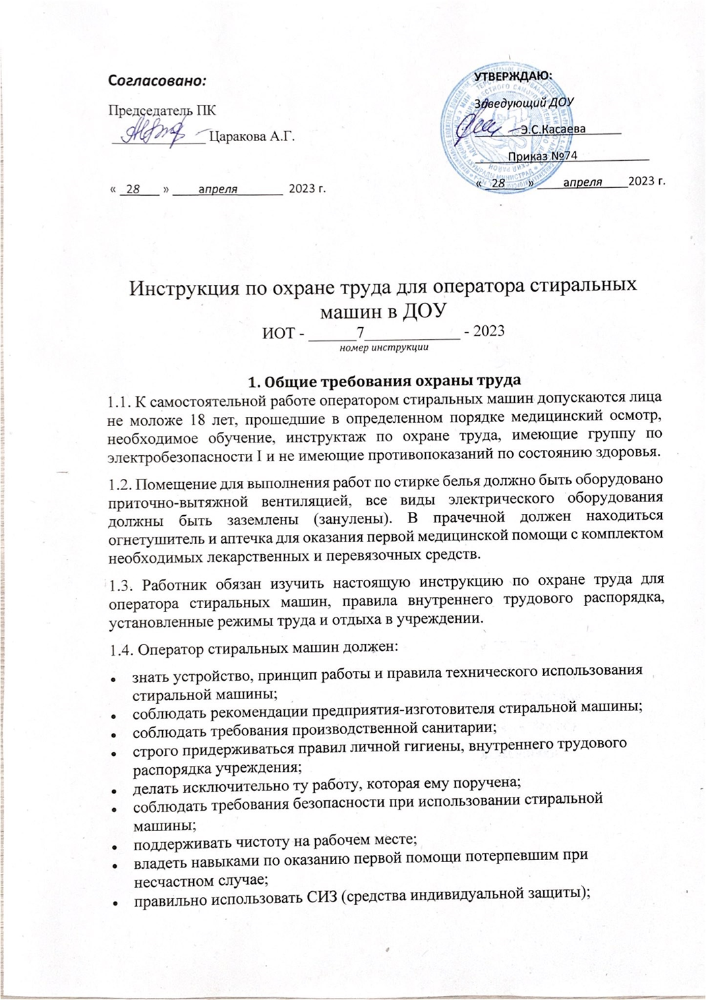 Согласовано:
Председатель ПК
____________ Царакова А.Г.
« _28___ » ____апреля_______ 2023 г.
УТВЕРЖДАЮ:
Заведующий ДОУ
Э.С.Касаева
Приказ №74
« _28___ » ____апреля____2023 г.
Инструкция по охране труда для оператора стиральных
машин в ДОУ
ИОТ - ______7____________ - 2023
номер инструкции
1. Общие требования охраны труда
1.1. К самостоятельной работе оператором стиральных машин допускаются лица
не моложе 18 лет, прошедшие в определенном порядке медицинский осмотр,
необходимое обучение, инструктаж по охране труда, имеющие группу по
электробезопасности I и не имеющие противопоказаний по состоянию здоровья.
1.2. Помещение для выполнения работ по стирке белья должно быть оборудовано
приточно-вытяжной вентиляцией, все виды электрического оборудования
должны быть заземлены (занулены). В прачечной должен находиться
огнетушитель и аптечка для оказания первой медицинской помощи с комплектом
необходимых лекарственных и перевязочных средств.
1.3. Работник обязан изучить настоящую инструкцию по охране труда для
оператора стиральных машин, правила внутреннего трудового распорядка,
установленные режимы труда и отдыха в учреждении.
1.4. Оператор стиральных машин должен:
• знать устройство, принцип работы и правила технического использования
стиральной машины;
• соблюдать рекомендации предприятия-изготовителя стиральной машины;
• соблюдать требования производственной санитарии;
• строго придерживаться правил личной гигиены, внутреннего трудового
распорядка учреждения;
• делать исключительно ту работу, которая ему поручена;
• соблюдать требования безопасности при использовании стиральной
машины;
• поддерживать чистоту на рабочем месте;
• владеть навыками по оказанию первой помощи потерпевшим при
несчастном случае;
• правильно использовать СИЗ (средства индивидуальной защиты);